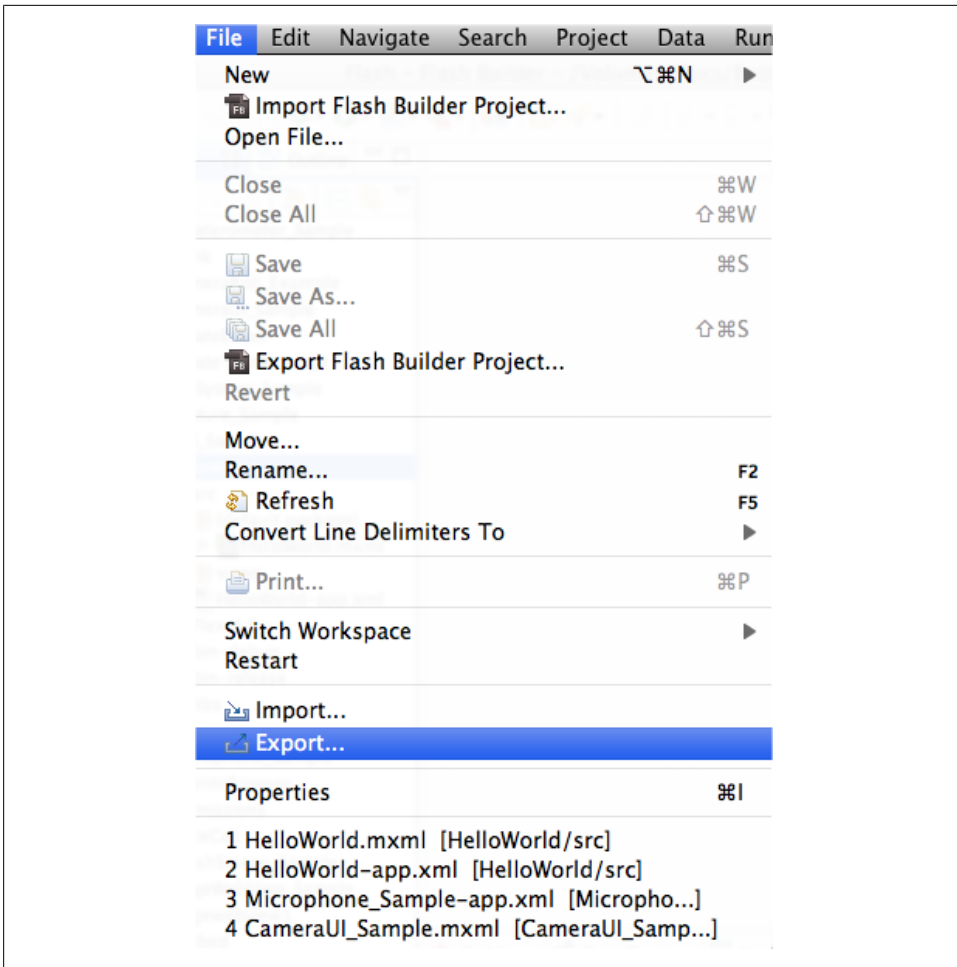 File Edit Navigate Search Project Data Run
New ⌥⌘N ▶
Import Flash Builder Project...
Open File...
Close ⌘W
Close All ⇧⌘W
Save ⌘S
Save As...
Save All ⇧⌘S
Export Flash Builder Project...
Revert
Move...
Rename... F2
Refresh F5
Convert Line Delimiters To ▶
Print... ⌘P
Switch Workspace ▶
Restart
Import...
Export...
Properties ⌘I
1 HelloWorld.mxml [HelloWorld/src]
2 HelloWorld-app.xml [HelloWorld/src]
3 Microphone_Sample-app.xml [Micropho...]
4 CameraUI_Sample.mxml [CameraUI_Samp...]